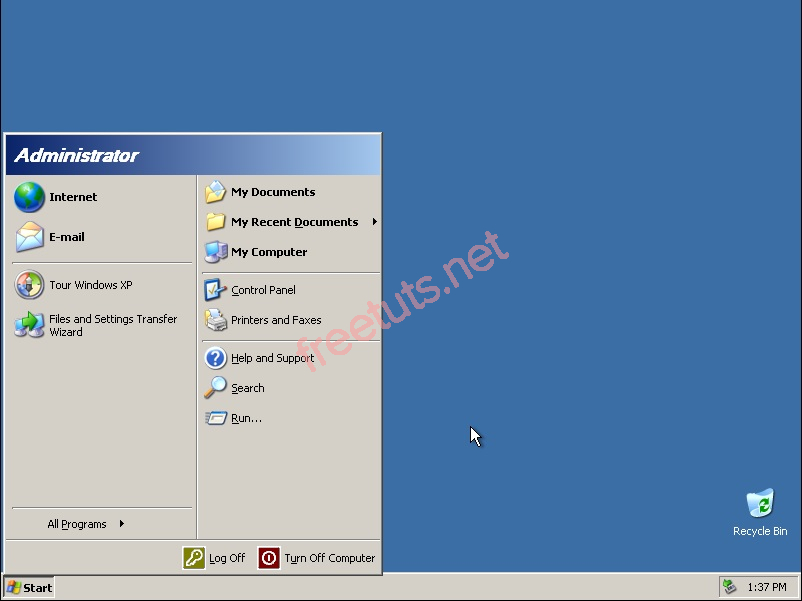 Administrator
Internet
E-mail
Tour Windows XP
Files and Settings Transfer
Wizard
All Programs
My Documents
My Recent Documents
My Computer
Control Panel
Printers and Faxes
Help and Support
Search
Run...
Log Off
Turn Off Computer
freetuts.net
Recycle Bin
Start
1:37 PM